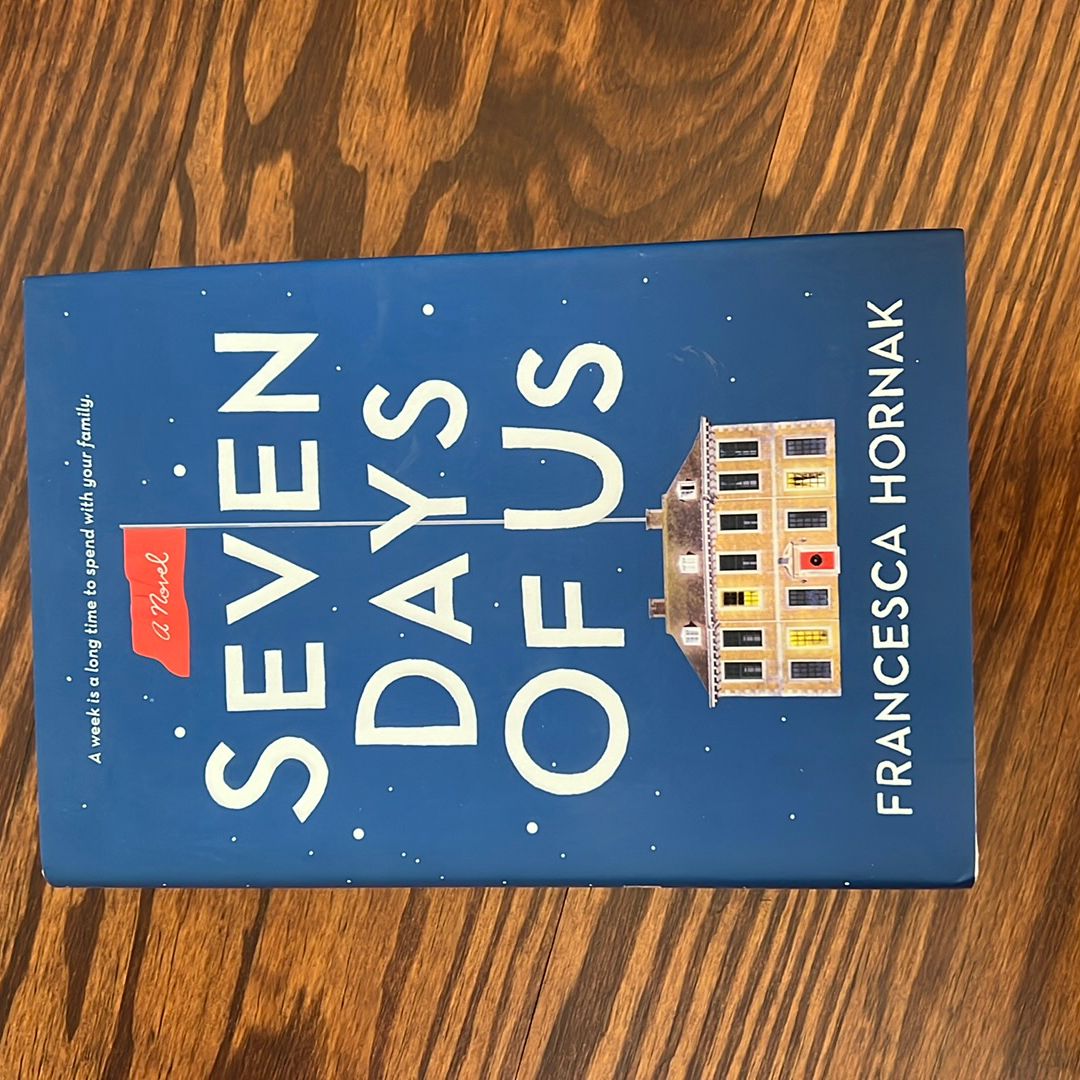 A week is a long time to spend with your family.
A Novel
SEVEN
DAYS
OF US
FRANCESCA HORNAK